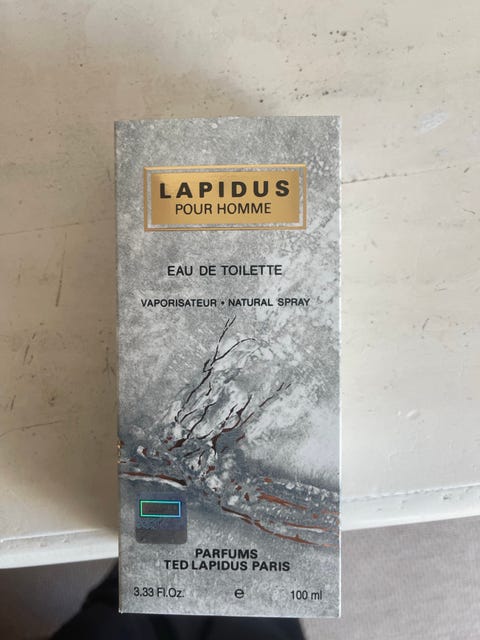 LAPIDUS
POUR HOMME
EAU DE TOILETTE
VAPORISATEUR • NATURAL SPRAY
PARFUMS
TED LAPIDUS PARIS
3.33 Fl.Oz. ℮ 100 ml